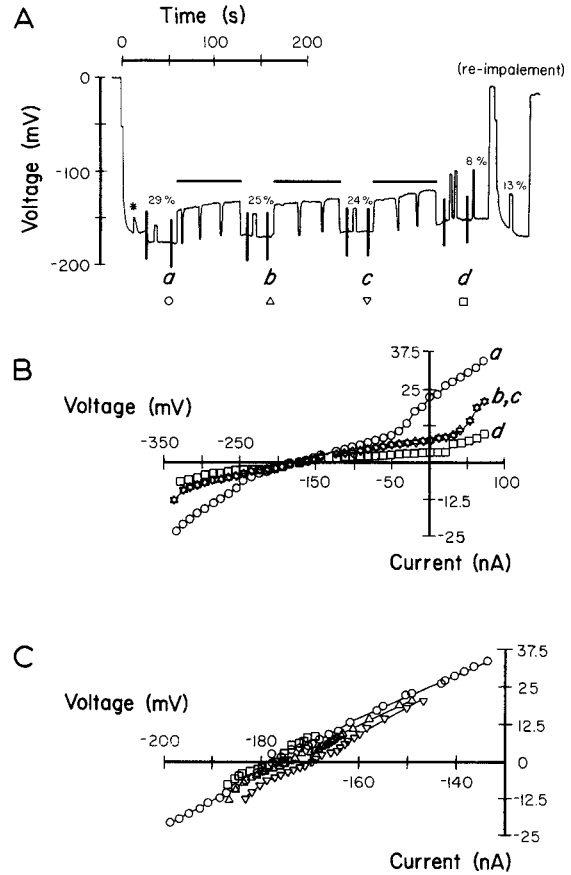 A
Time (s)
0 100 200
(re-impalement)
Voltage (mV)
0
-100
-200
*
29 %
25 %
24 %
8 %
13 %
a b c d
B
37.5
25
a
b,c
d
Voltage (mV)
-350 -250 -150 -50 100
-12.5
-25
Current (nA)
C
37.5
25
12.5
0
-12.5
-25
Voltage (mV)
-200 -180 -160 -140
Current (nA)